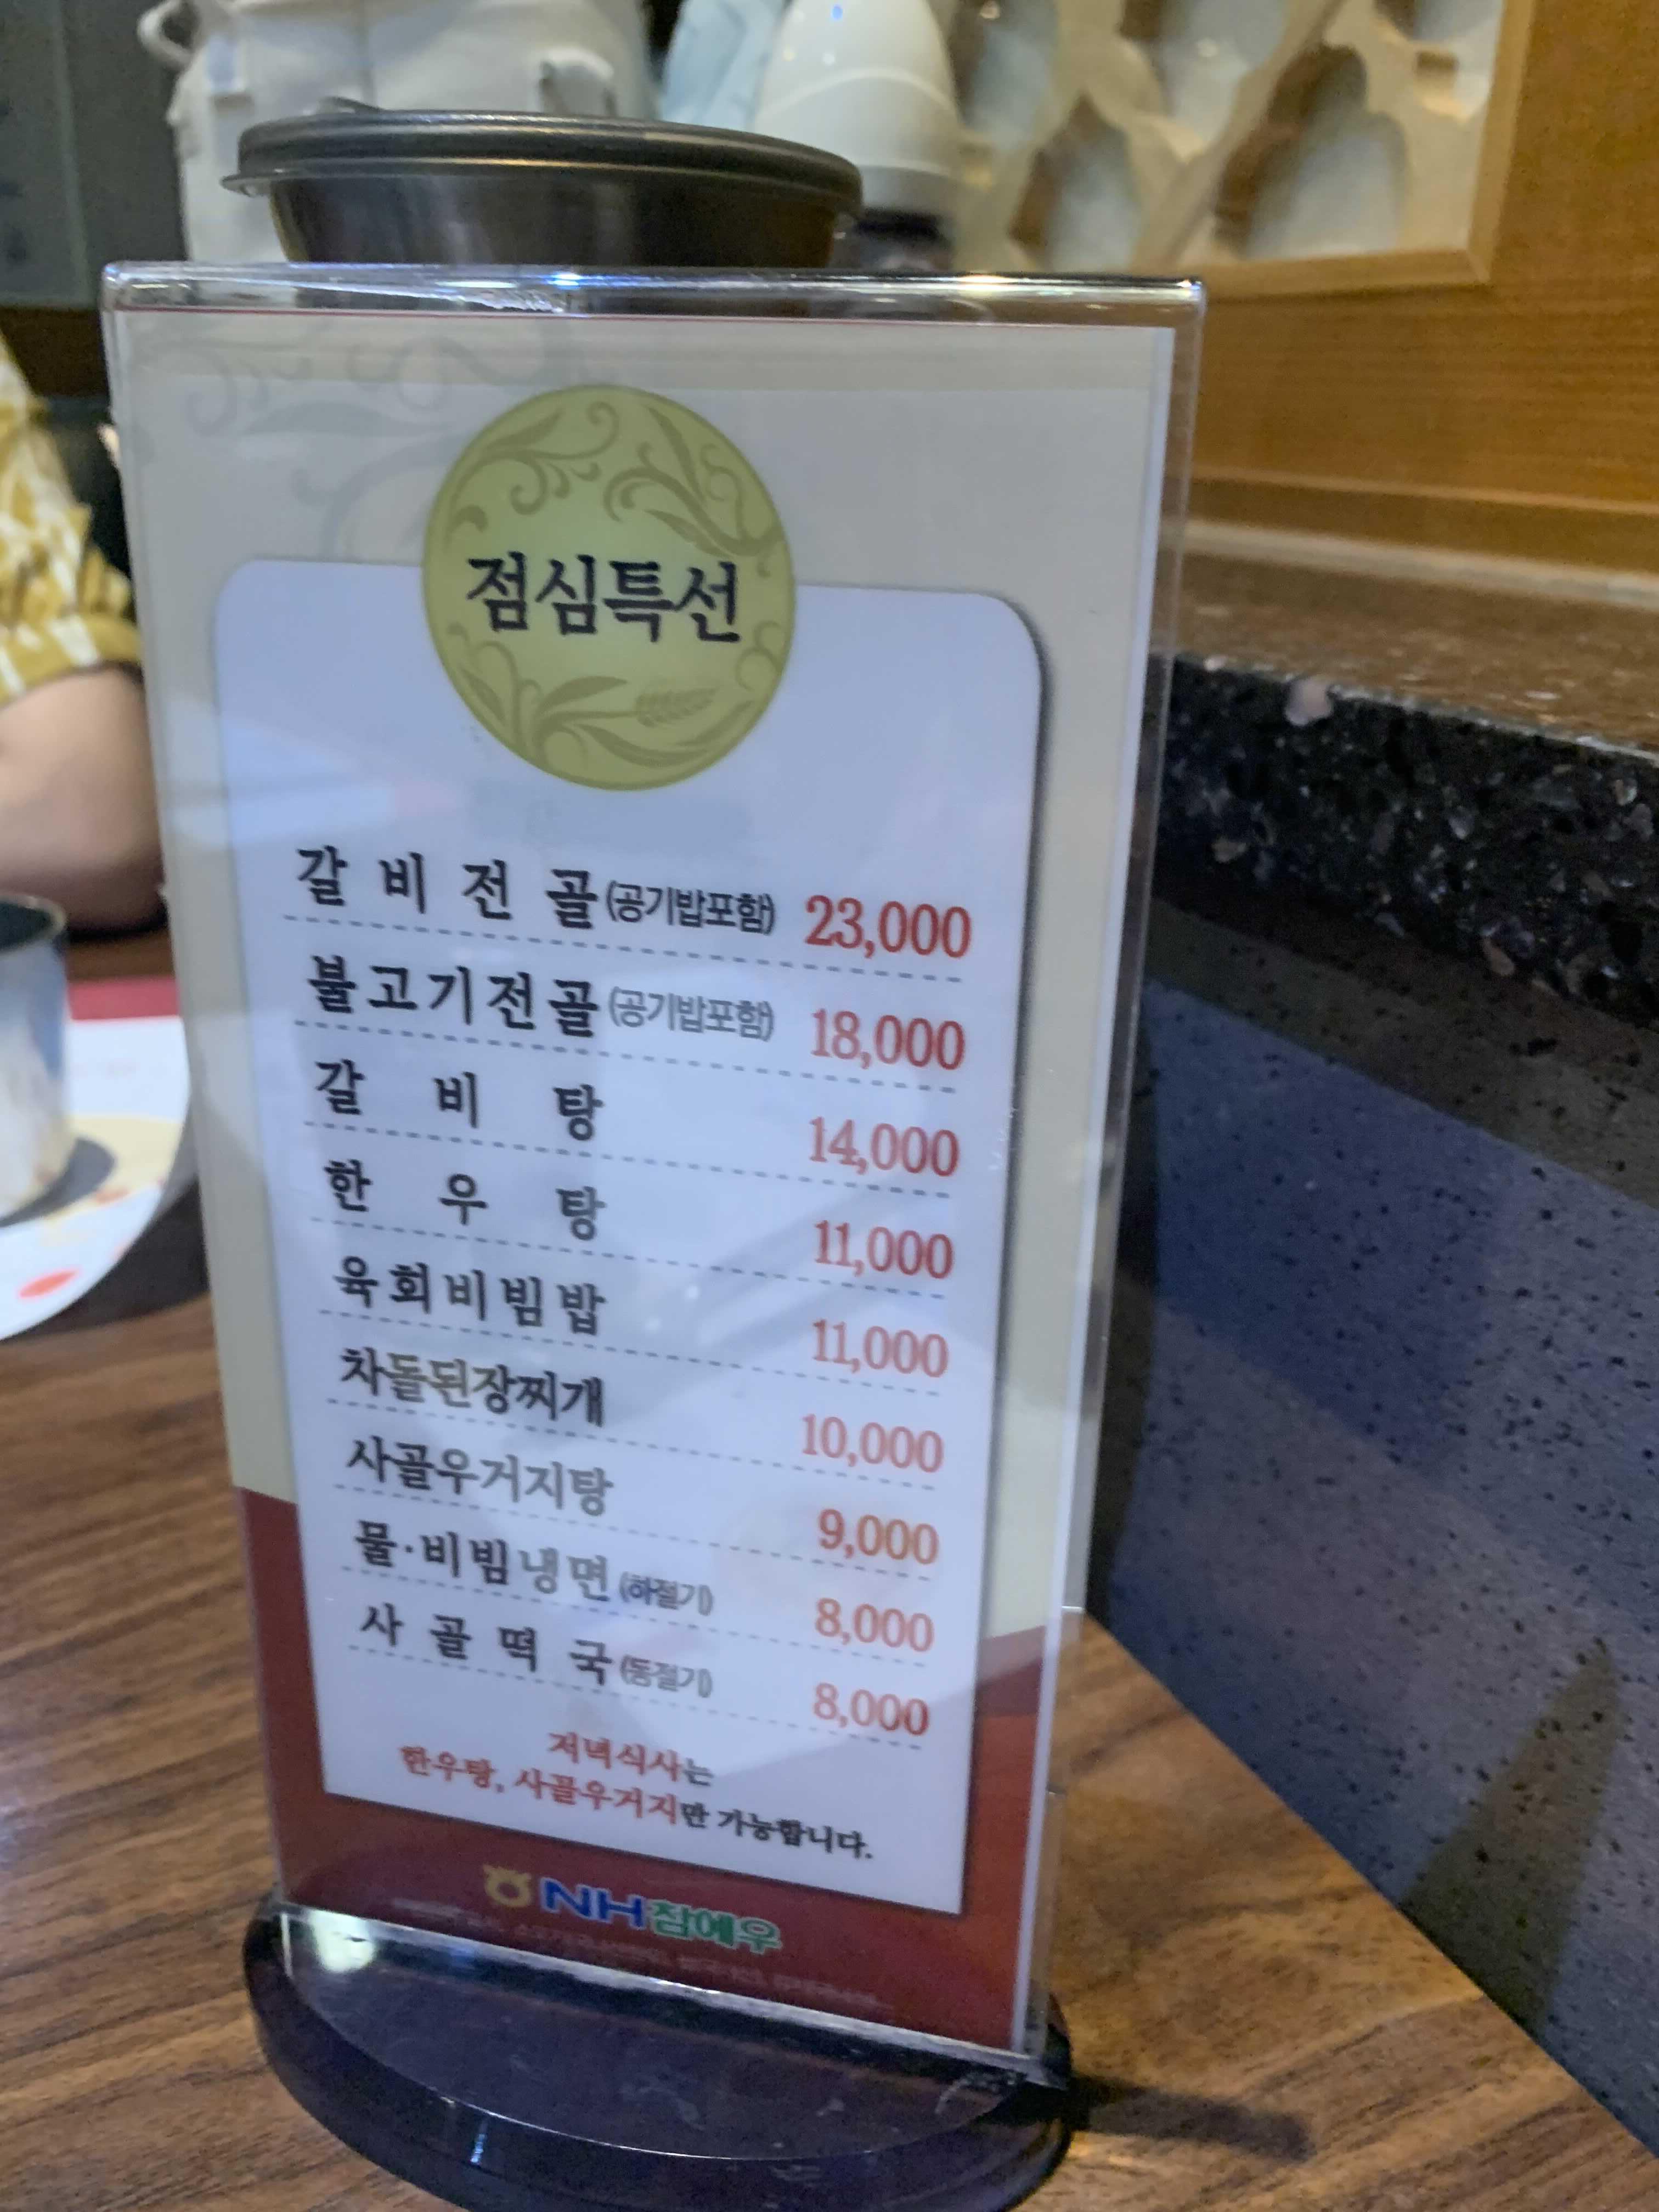 점심특선
갈비전골(공기밥포함) 23,000
불고기전골(공기밥포함) 18,000
갈비탕 14,000
한우탕 11,000
육회비빔밥 11,000
차돌된장찌개 10,000
사골우거지탕 9,000
물·비빔냉면(하절기) 8,000
사골떡국(동절기) 8,000
저녁식사는
한우탕, 사골우거지만 가능합니다.
NH참예우